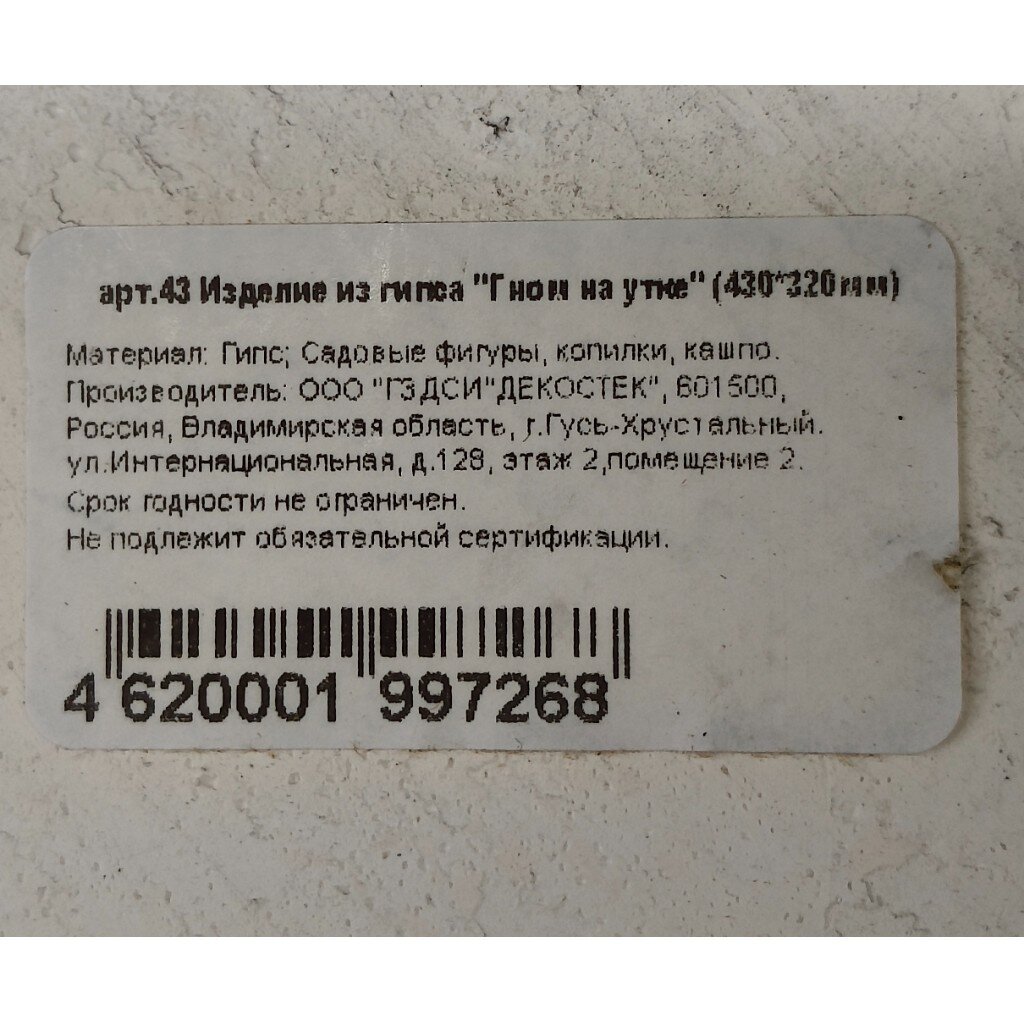 арт.43 Изделие из гипса "Гном на утке" (430*320мм)
Материал: Гипс; Садовые фигуры, копилки, кашпо.
Производитель: ООО "ГЗДСИ"ДЕКОСТЕК", 601500,
Россия, Владимирская область, г.Гусь-Хрустальный.
ул.Интернациональная, д.128, этаж 2,помещение 2.
Срок годности не ограничен.
Не подлежит обязательной сертификации.
4 620001 997268